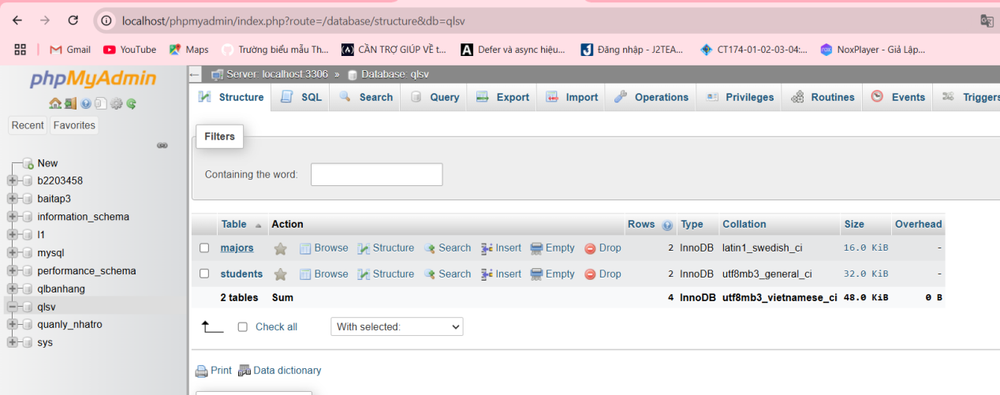 localhost/phpmyadmin/index.php?route=/database/structure&db=qlsv
Gmail YouTube Maps Trường biểu mẫu Th... CẦN TRỢ GIÚP VỀ t... Defer và async hiệu... Đăng nhập - J2TEA... CT174-01-02-03-04:... NoxPlayer - Giả Lập...
phpMyAdmin
Recent Favorites
New
b2203458
baitap3
information_schema
l1
mysql
performance_schema
qlbanhang
qlsv
quanly_nhatro
sys
Server: localhost:3306 » Database: qlsv
Structure SQL Search Query Export Import Operations Privileges Routines Events Triggers
Filters
Containing the word:
Table Action Rows Type Collation Size Overhead
majors Browse Structure Search Insert Empty Drop 2 InnoDB latin1_swedish_ci 16.0 KiB -
students Browse Structure Search Insert Empty Drop 2 InnoDB utf8mb3_general_ci 32.0 KiB -
2 tables Sum 4 InnoDB utf8mb3_vietnamese_ci 48.0 KiB 0 B
Check all With selected:
Print Data dictionary